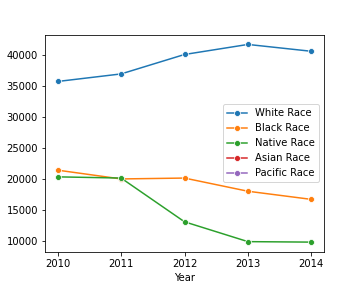 40000
35000
30000
25000
20000
15000
10000
White Race
Black Race
Native Race
Asian Race
Pacific Race
2010 2011 2012 2013 2014
Year